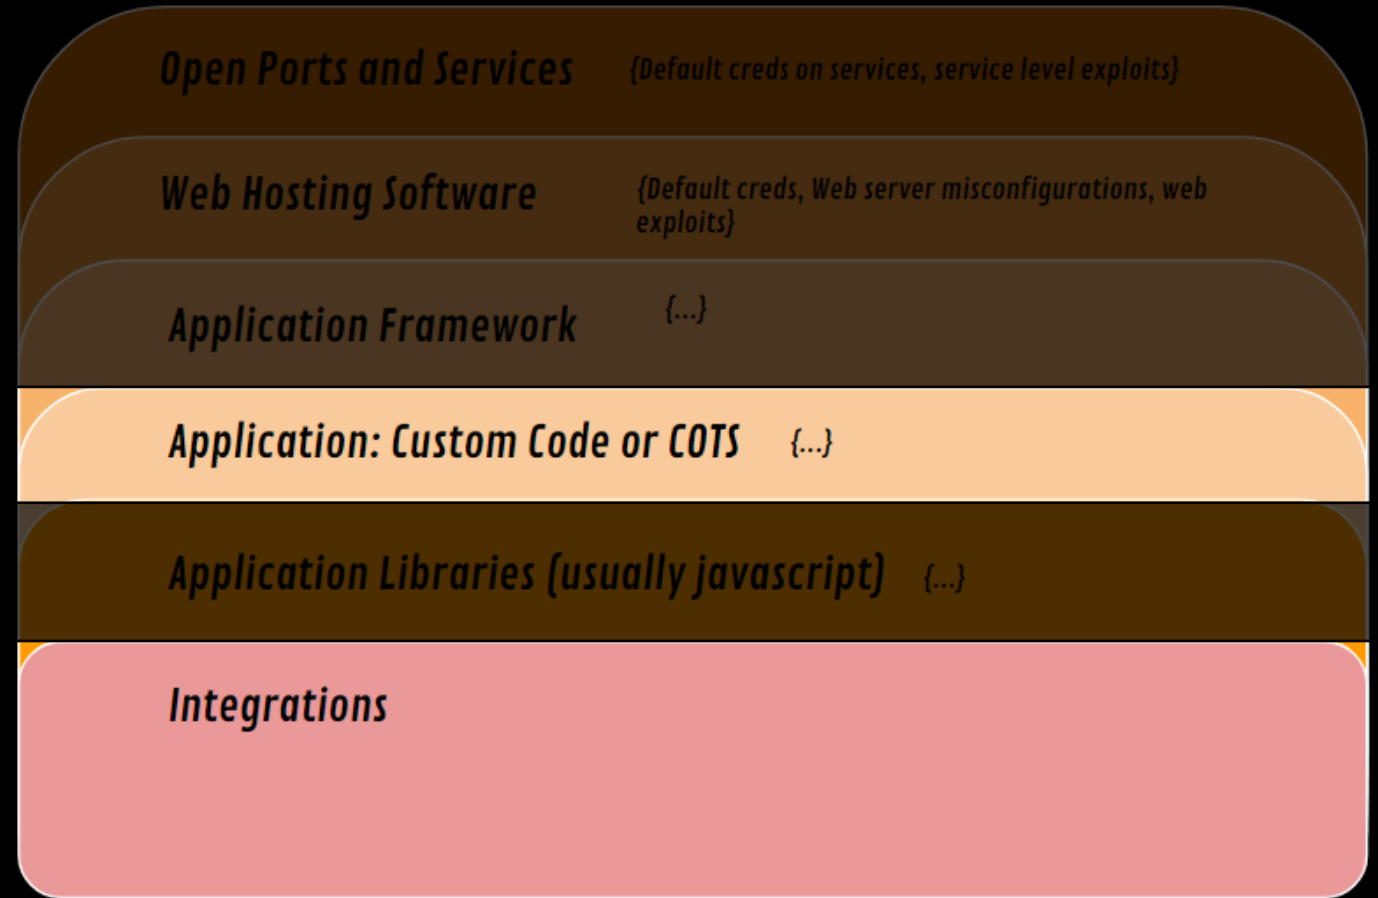 Open Ports and Services {Default creds on services, service level exploits}
Web Hosting Software {Default creds, Web server misconfigurations, web
exploits}
Application Framework {...}
Application: Custom Code or COTS {...}
Application Libraries (usually javascript) {...}
Integrations